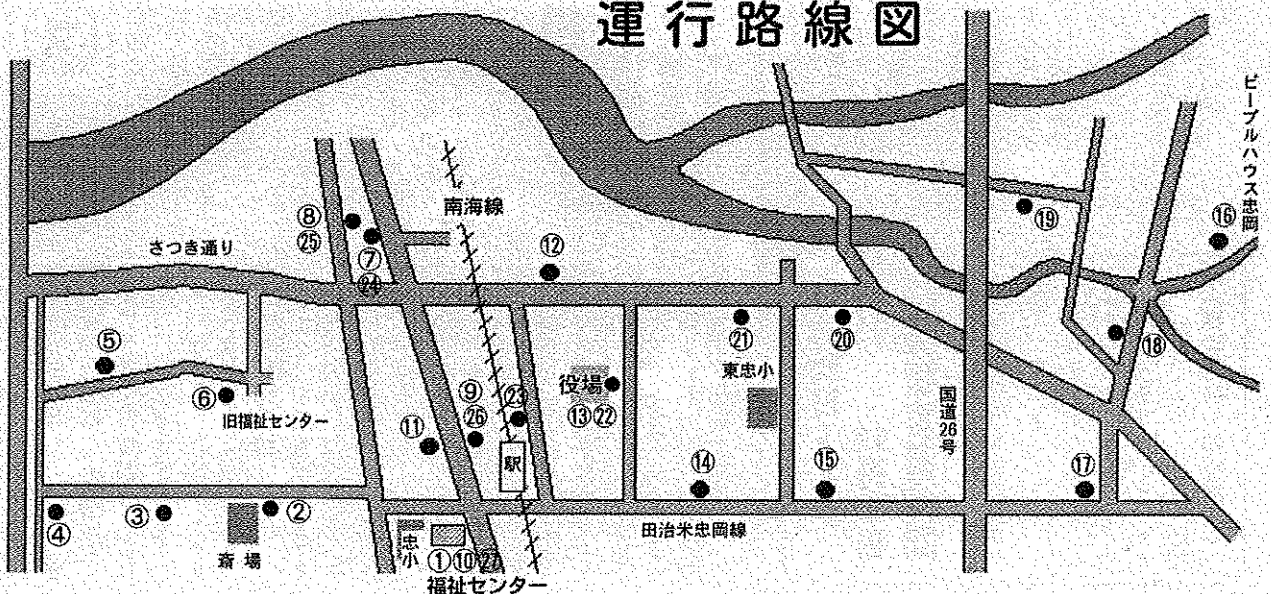 運行路線図
ピープルハウス忠岡
南海線
⑧
㉕
⑦
㉔
⑫
⑲
⑯
さつき通り
⑤
⑥
旧福祉センター
⑨
㉖
㉓
⑪
駅
役場
⑬㉒
㉑
⑳
東忠小
国道26号
⑱
⑭
⑮
⑰
④
③
②
斎場
忠小
①⑩㉗
福祉センター
田治米忠岡線